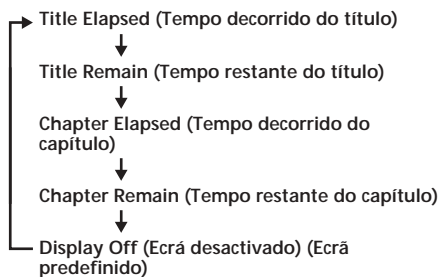 Title Elapsed (Tempo decorrido do título)
Title Remain (Tempo restante do título)
Chapter Elapsed (Tempo decorrido do
capítulo)
Chapter Remain (Tempo restante do capítulo)
Display Off (Ecrá desactivado) (Ecrã
predefinido)